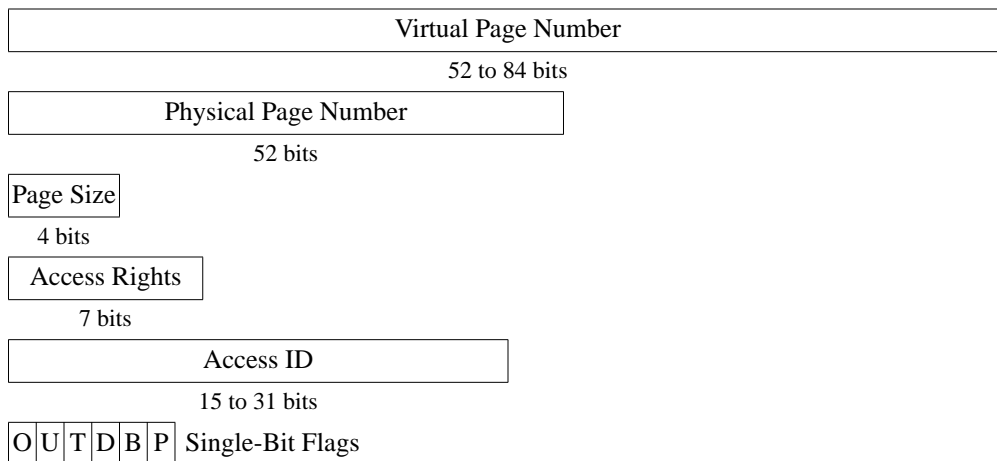 Virtual Page Number
52 to 84 bits
Physical Page Number
52 bits
Page Size
4 bits
Access Rights
7 bits
Access ID
15 to 31 bits
O U T D B P Single-Bit Flags